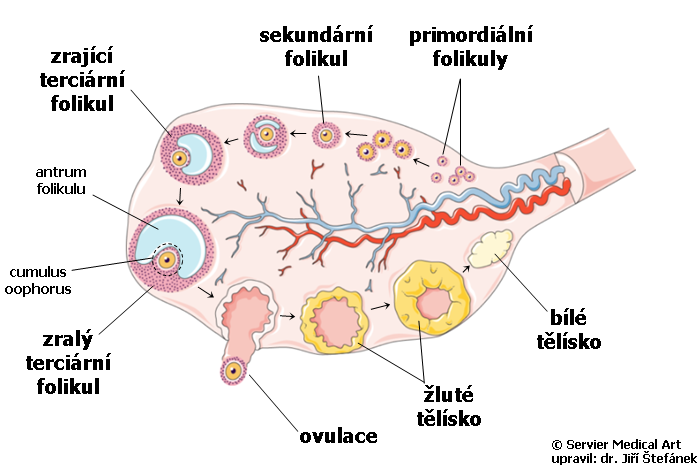 sekundární
folikul
primordiální
folikuly
zrající
terciární
folikul
antrum
folikulu
cumulus
oophorus
zralý
terciární
folikul
bílé
tělísko
žluté
tělísko
ovulace
© Servier Medical Art
upravil: dr. Jiří Štefánek